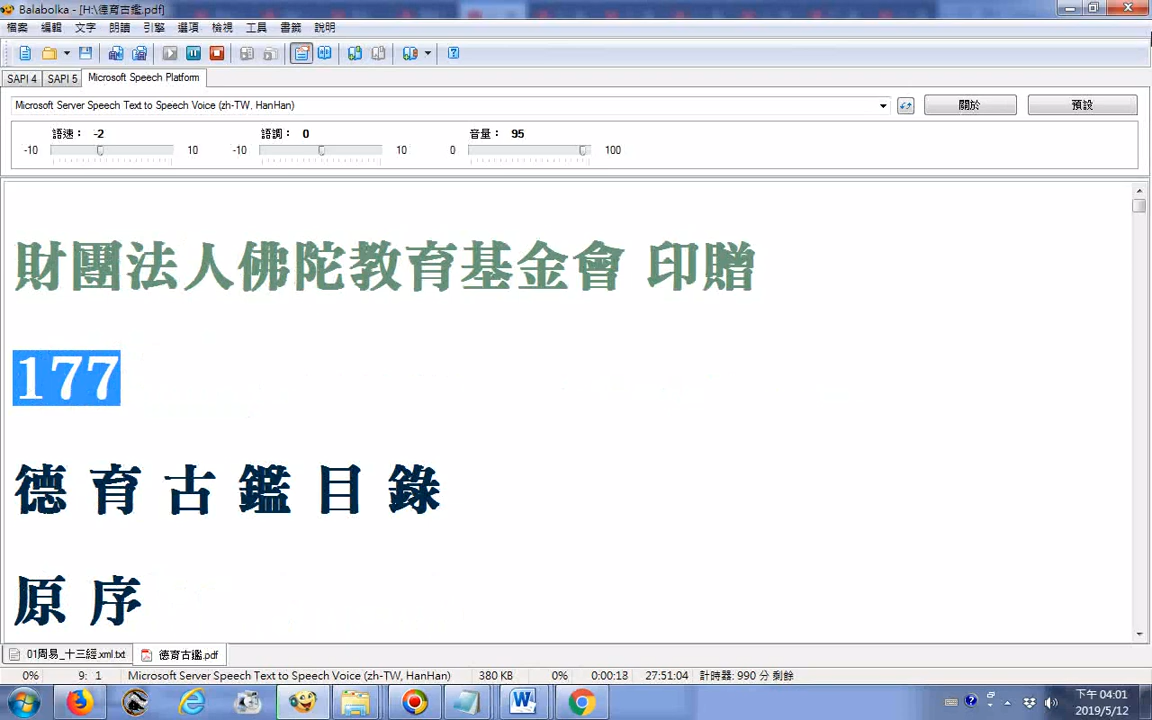 Balabolka - [H:\德育古鑑.pdf]
檔案 編輯 文字 朗讀 引擎 選項 檢視 工具 書籤 說明
SAPI 4 SAPI 5 Microsoft Speech Platform
Microsoft Server Speech Text to Speech Voice (zh-TW, HanHan) 關於 預設
語速： -2 語調： 0 音量： 95
-10 10 -10 10 0 100
財團法人佛陀教育基金會 印贈
177
德 育 古 鑑 目 錄
原 序
01周易_十三經.xml.txt 德育古鑑.pdf
0% 9: 1 Microsoft Server Speech Text to Speech Voice (zh-TW, HanHan) 380 KB 0% 0:00:13 27:51:04 計時器: 990 分 剩餘
下午 04:01
2019/5/12